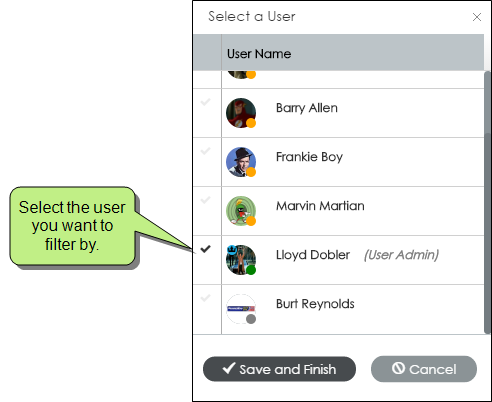 Select a User
User Name
Barry Allen
Frankie Boy
Marvin Martian
Select the user
you want to
filter by.
Lloyd Dobler (User Admin)
Burt Reynolds
Save and Finish
Cancel